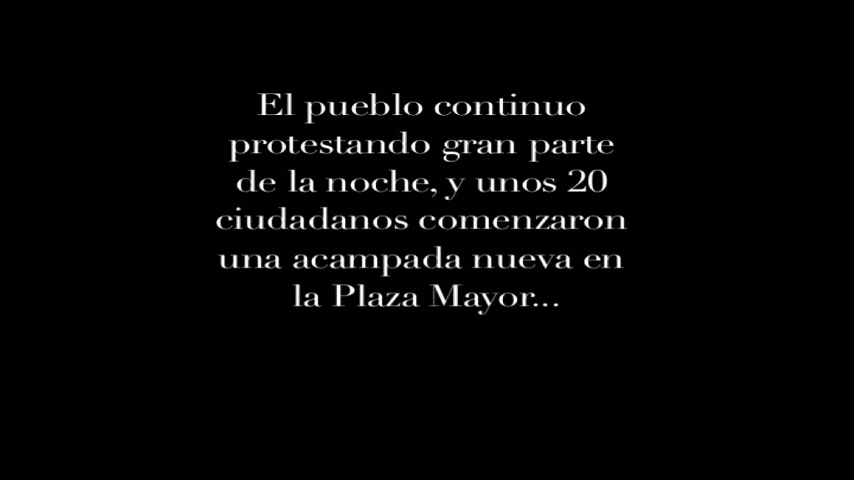 El pueblo continuo
protestando gran parte
de la noche, y unos 20
ciudadanos comenzaron
una acampada nueva en
la Plaza Mayor...